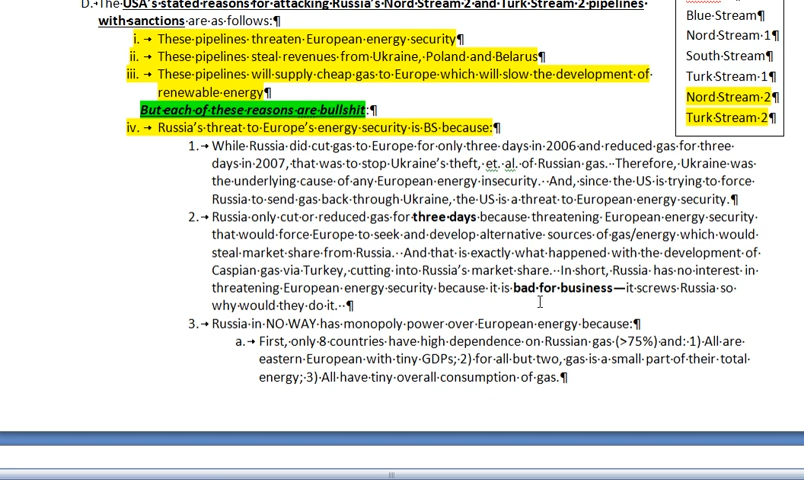 D. The USA's stated reasons for attacking Russia's Nord Stream 2 and Turk Stream 2 pipelines
with sanctions are as follows:¶
i. → These pipelines threaten European energy security¶
ii. → These pipelines steal revenues from Ukraine, Poland and Belarus¶
iii. → These pipelines will supply cheap gas to Europe which will slow the development of
renewable energy¶
But each of these reasons are bullshit:¶
iv. → Russia's threat to Europe's energy security is BS because:¶
1. → While Russia did cut gas to Europe for only three days in 2006 and reduced gas for three
days in 2007, that was to stop Ukraine's theft, et. al. of Russian gas. Therefore, Ukraine was
the underlying cause of any European energy insecurity. And, since the US is trying to force
Russia to send gas back through Ukraine, the US is a threat to European energy security.¶
2. → Russia only cut or reduced gas for three days because threatening European energy security
that would force Europe to seek and develop alternative sources of gas/energy which would
steal market share from Russia. And that is exactly what happened with the development of
Caspian gas via Turkey, cutting into Russia's market share. In short, Russia has no interest in
threatening European energy security because it is bad for business—it screws Russia so
why would they do it. ¶
3. → Russia in NO WAY has monopoly power over European energy because:¶
a. → First, only 8 countries have high dependence on Russian gas (>75%) and: 1) All are
eastern European with tiny GDPs; 2) for all but two, gas is a small part of their total
energy; 3) All have tiny overall consumption of gas.¶
Blue Stream¶
Nord Stream 1¶
South Stream¶
Turk Stream 1¶
Nord Stream 2¶
Turk Stream 2¶